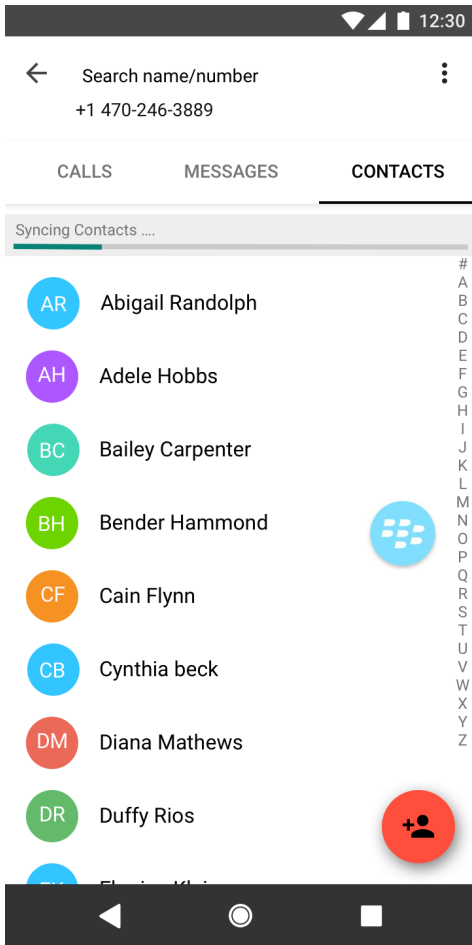 12:30
Search name/number
+1 470-246-3889
CALLS MESSAGES CONTACTS
Syncing Contacts ....
#
A
AR Abigail Randolph
B
C
D
E
AH Adele Hobbs
F
G
H
I
J
BC Bailey Carpenter
K
L
M
N
BH Bender Hammond
O
P
Q
R
CF Cain Flynn
S
T
U
V
CB Cynthia beck
W
X
Y
Z
DM Diana Mathews
DR Duffy Rios